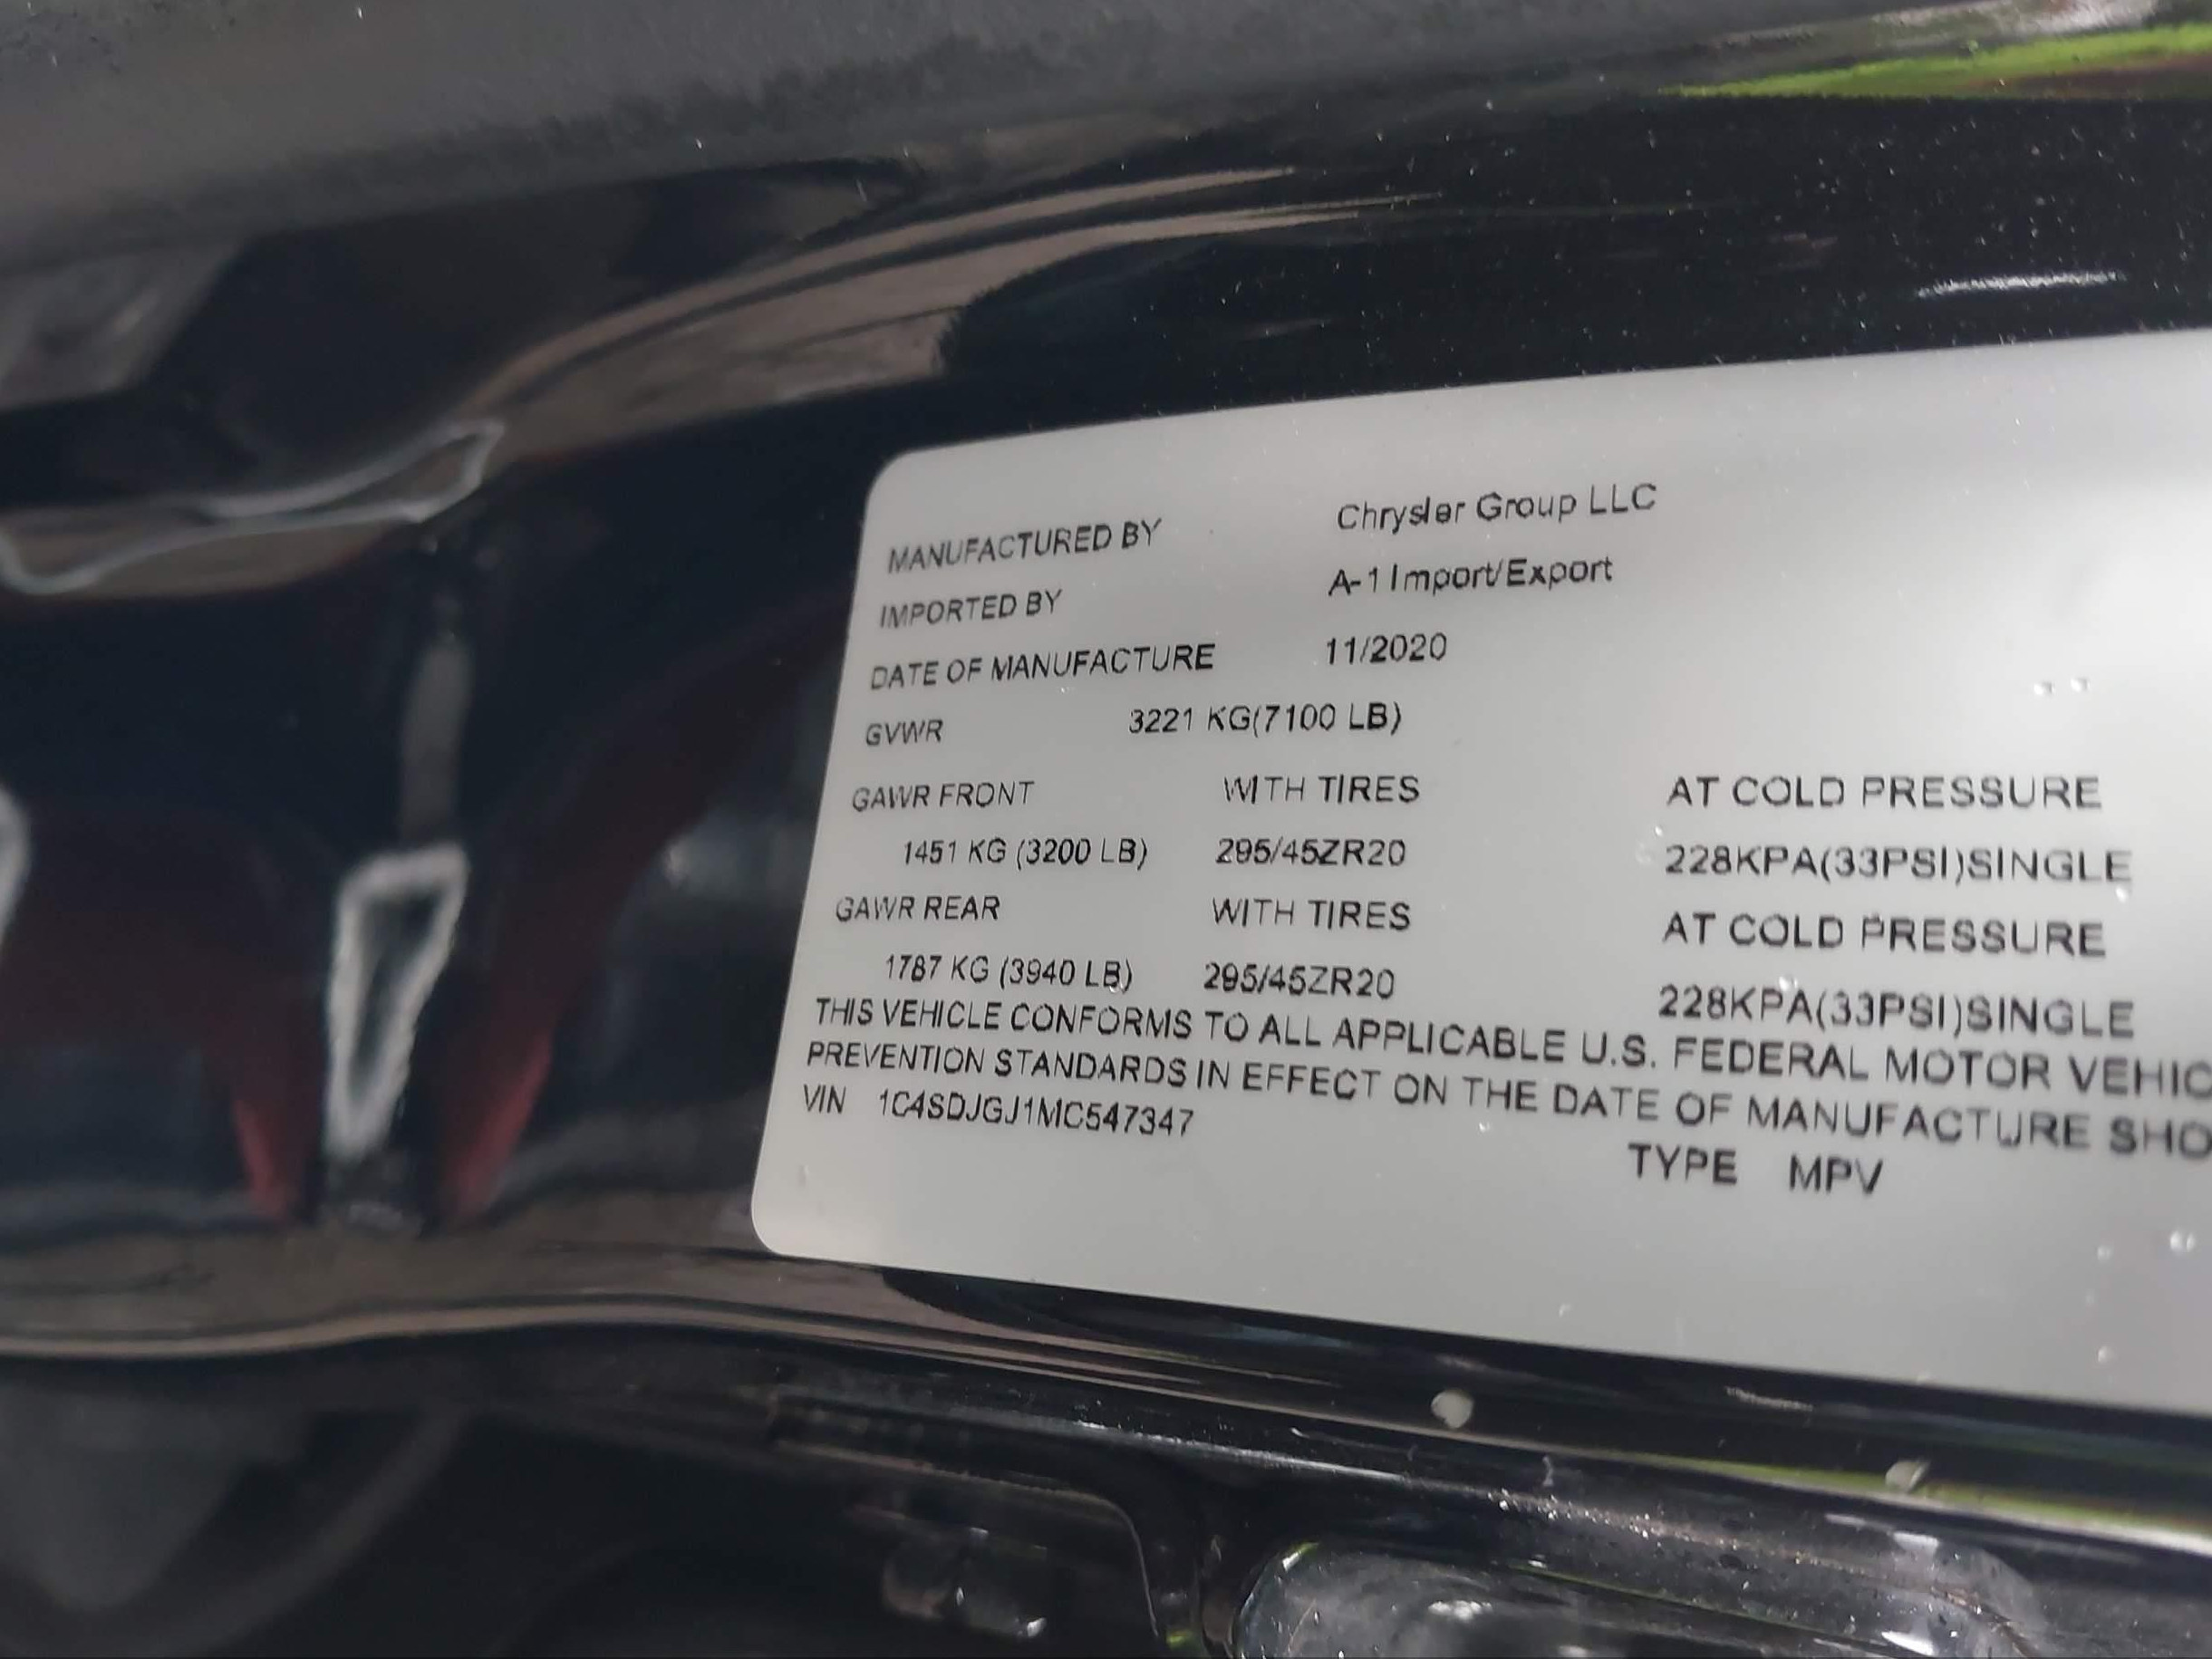 MANUFACTURED BY Chrysler Group LLC
IMPORTED BY A-1 Import/Export
DATE OF MANUFACTURE 11/2020
GVWR 3221 KG(7100 LB)
GAWR FRONT WITH TIRES AT COLD PRESSURE
1451 KG (3200 LB) 295/45ZR20 228KPA(33PSI)SINGLE
GAWR REAR WITH TIRES AT COLD PRESSURE
1787 KG (3940 LB) 295/45ZR20 228KPA(33PSI)SINGLE
THIS VEHICLE CONFORMS TO ALL APPLICABLE U.S. FEDERAL MOTOR VEHIC
PREVENTION STANDARDS IN EFFECT ON THE DATE OF MANUFACTURE SHO
VIN 1C4SDJGJ1MC547347 TYPE MPV